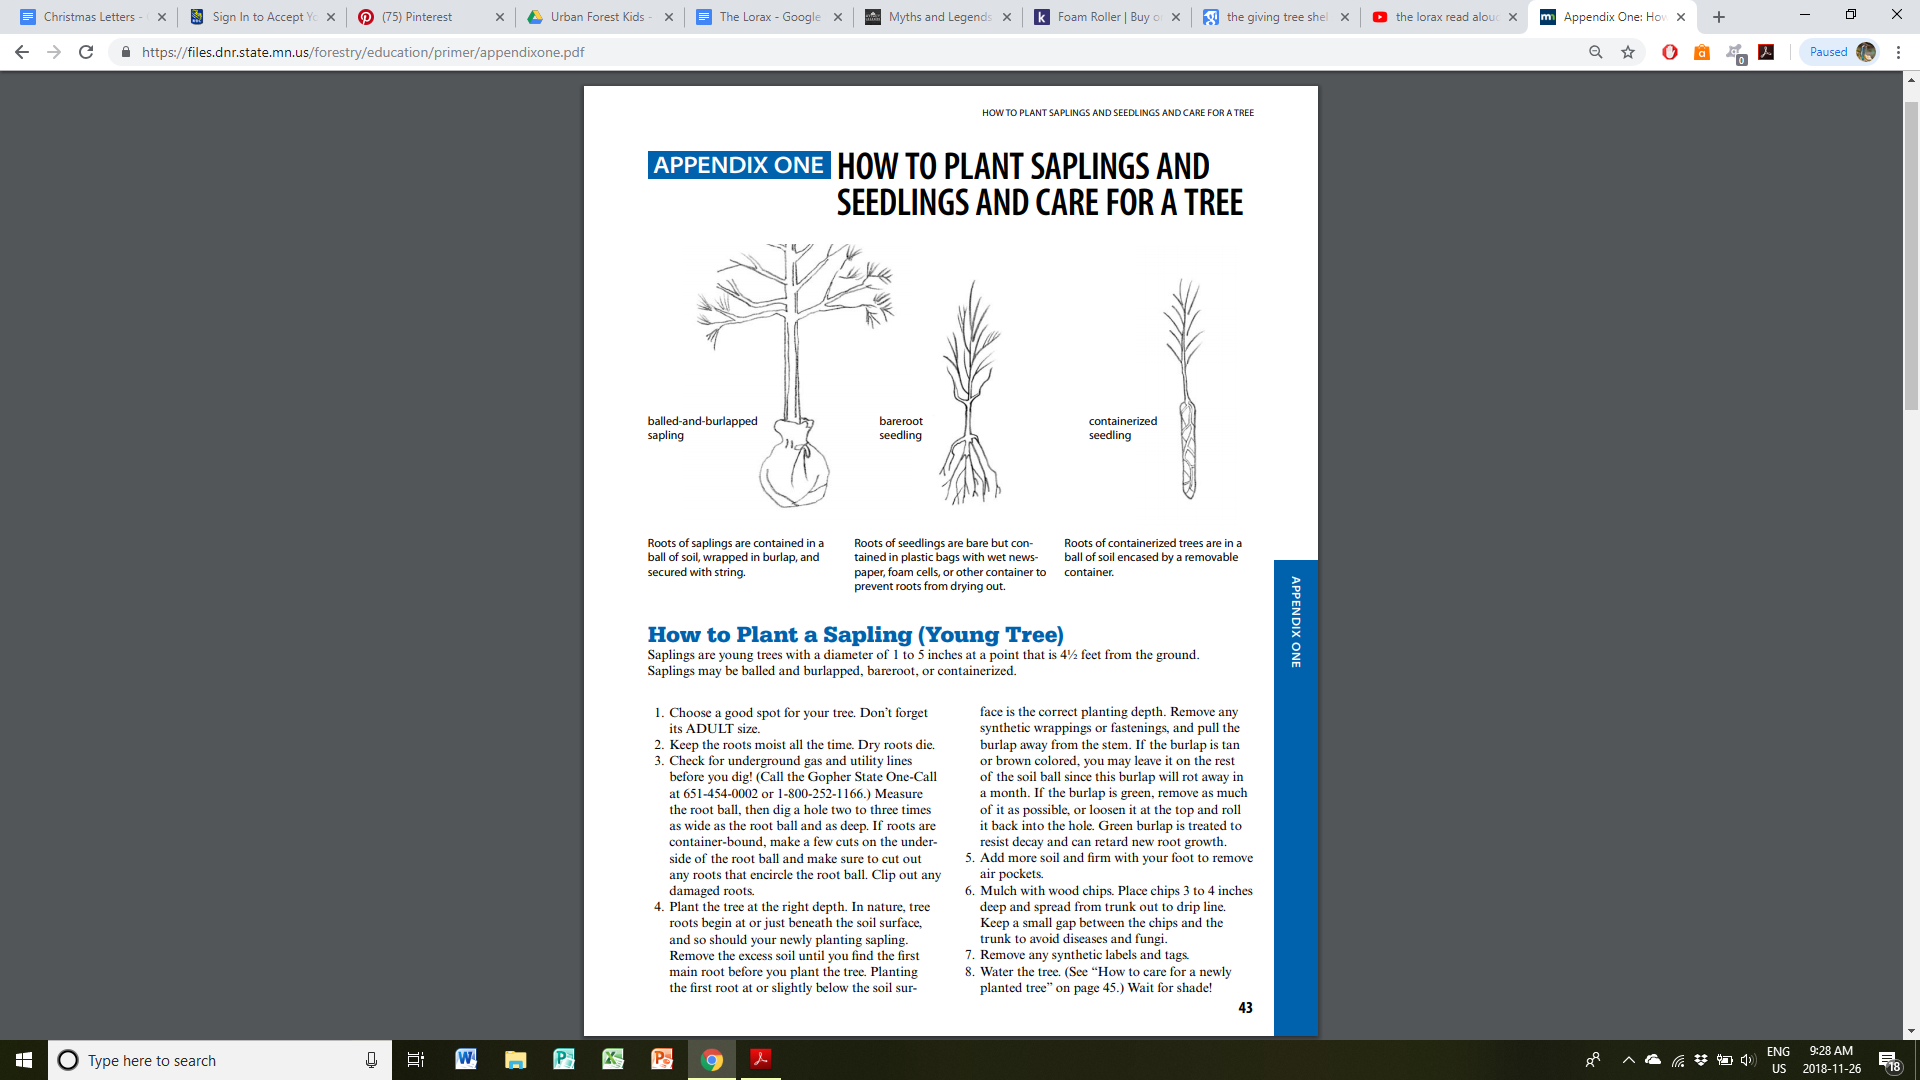 Christmas Letters -
Sign In to Accept Yo
(75) Pinterest
Urban Forest Kids -
The Lorax - Google
Myths and Legends
Foam Roller | Buy o
the giving tree shel
the lorax read alou
Appendix One: How
https://files.dnr.state.mn.us/forestry/education/primer/appendixone.pdf
0
Paused
HOW TO PLANT SAPLINGS AND SEEDLINGS AND CARE FOR A TREE
APPENDIX ONE HOW TO PLANT SAPLINGS AND
SEEDLINGS AND CARE FOR A TREE
balled-and-burlapped
sapling
bareroot
seedling
containerized
seedling
Roots of saplings are contained in a
ball of soil, wrapped in burlap, and
secured with string.
Roots of seedlings are bare but con-
tained in plastic bags with wet news-
paper, foam cells, or other container to
prevent roots from drying out.
Roots of containerized trees are in a
ball of soil encased by a removable
container.
APPENDIX ONE
How to Plant a Sapling (Young Tree)
Saplings are young trees with a diameter of 1 to 5 inches at a point that is 4½ feet from the ground.
Saplings may be balled and burlapped, bareroot, or containerized.
1. Choose a good spot for your tree. Don't forget
its ADULT size.
2. Keep the roots moist all the time. Dry roots die.
3. Check for underground gas and utility lines
before you dig! (Call the Gopher State One-Call
at 651-454-0002 or 1-800-252-1166.) Measure
the root ball, then dig a hole two to three times
as wide as the root ball and as deep. If roots are
container-bound, make a few cuts on the under-
side of the root ball and make sure to cut out
any roots that encircle the root ball. Clip out any
damaged roots.
4. Plant the tree at the right depth. In nature, tree
roots begin at or just beneath the soil surface,
and so should your newly planting sapling.
Remove the excess soil until you find the first
main root before you plant the tree. Planting
the first root at or slightly below the soil sur-
face is the correct planting depth. Remove any
synthetic wrappings or fastenings, and pull the
burlap away from the stem. If the burlap is tan
or brown colored, you may leave it on the rest
of the soil ball since this burlap will rot away in
a month. If the burlap is green, remove as much
of it as possible, or loosen it at the top and roll
it back into the hole. Green burlap is treated to
resist decay and can retard new root growth.
5. Add more soil and firm with your foot to remove
air pockets.
6. Mulch with wood chips. Place chips 3 to 4 inches
deep and spread from trunk out to drip line.
Keep a small gap between the chips and the
trunk to avoid diseases and fungi.
7. Remove any synthetic labels and tags.
8. Water the tree. (See “How to care for a newly
planted tree” on page 45.) Wait for shade!
43
Type here to search
ENG
US
9:28 AM
2018-11-26
18